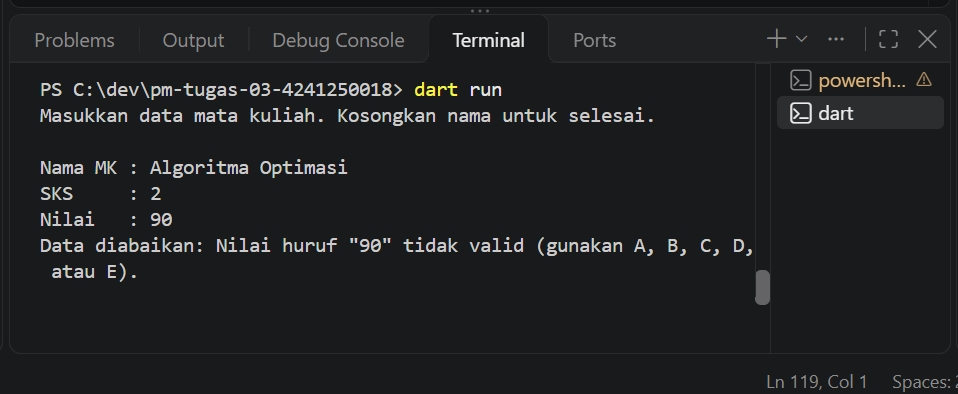 Problems Output Debug Console Terminal Ports
PS C:\dev\pm-tugas-03-4241250018> dart run
Masukkan data mata kuliah. Kosongkan nama untuk selesai.
Nama MK : Algoritma Optimasi
SKS     : 2
Nilai   : 90
Data diabaikan: Nilai huruf "90" tidak valid (gunakan A, B, C, D,
atau E).
powersh...
dart
Ln 119, Col 1 Spaces: